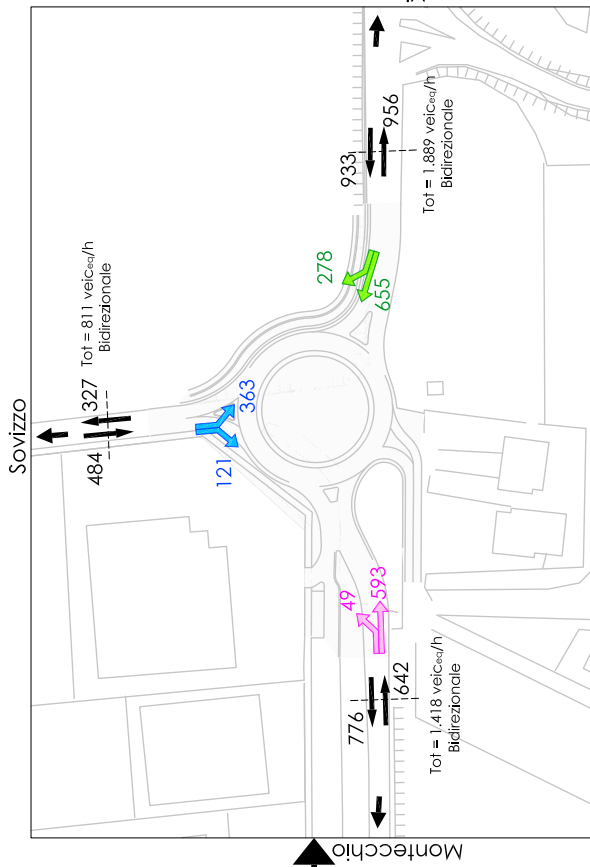 Vi
Sovizzo
484
327
Tot = 811 veiceq/h
Bidirezionale
933
956
Tot = 1.889 veiceq/h
Bidirezionale
278
655
363
121
49
593
776
642
Tot = 1.418 veiceq/h
Bidirezionale
Montecchio